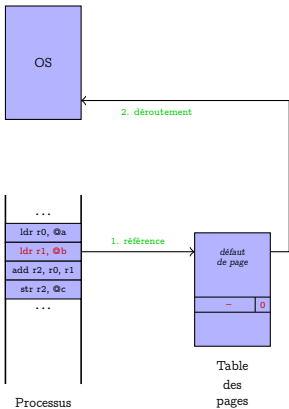 OS
2. déroutement
...
ldr r0, @a
ldr r1, @b
add r2, r0, r1
str r2, @c
...
1. référence
défaut
de page
– 0
Table
des
pages
Processus